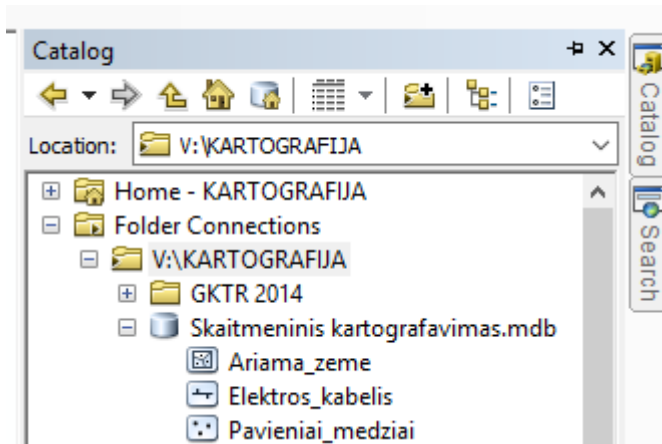 Catalog
Location: V:\KARTOGRAFIJA
Home - KARTOGRAFIJA
Folder Connections
V:\KARTOGRAFIJA
GKTR 2014
Skaitmeninis kartografavimas.mdb
Ariama_zeme
Elektros_kabelis
Pavieniai_medziai
Catalog
Search